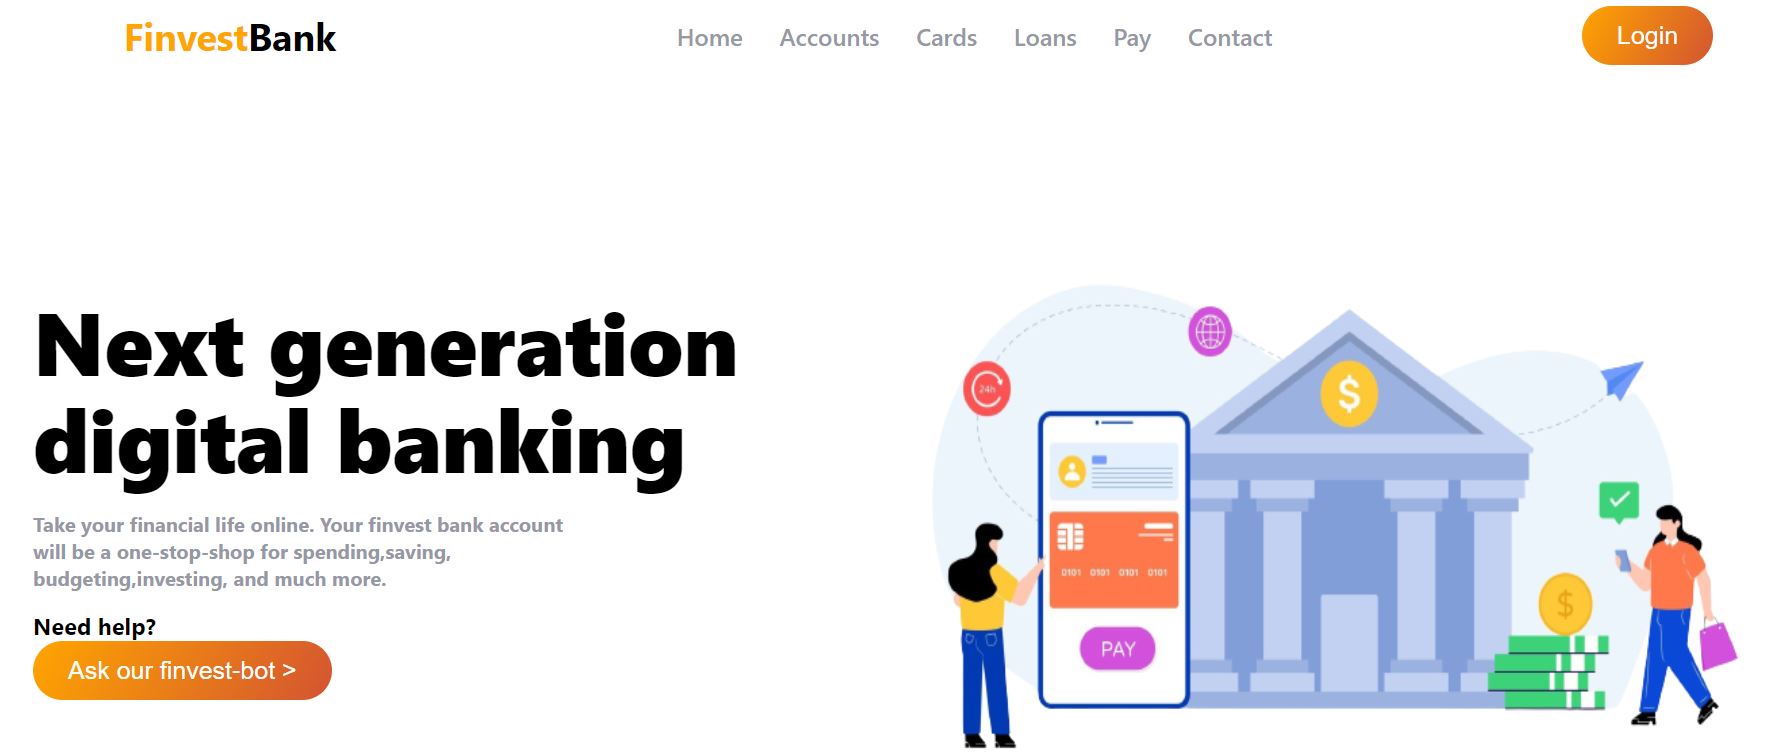 FinvestBank
Home Accounts Cards Loans Pay Contact
Login
Next generation
digital banking
Take your financial life online. Your finvest bank account
will be a one-stop-shop for spending,saving,
budgeting,investing, and much more.
Need help?
Ask our finvest-bot >
24h
$
0101 0101 0101 0101
PAY
$